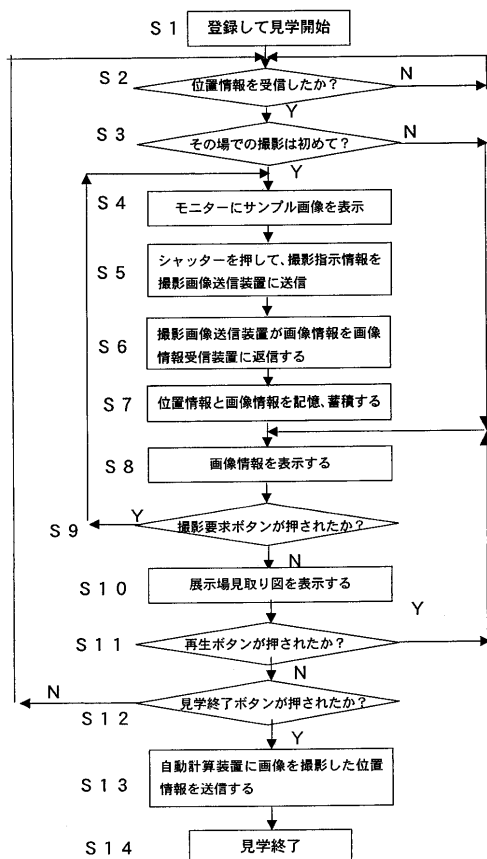 S1 登録して見学開始
S2 位置情報を受信したか? N
Y
S3 その場での撮影は初めて? N
Y
S4 モニターにサンプル画像を表示
S5 シャッターを押して、撮影指示情報を
撮影画像送信装置に送信
S6 撮影画像送信装置が画像情報を画像
情報受信装置に返信する
S7 位置情報と画像情報を記憶、蓄積する
S8 画像情報を表示する
S9 Y 撮影要求ボタンが押されたか?
N
S10 展示場見取り図を表示する
Y
S11 再生ボタンが押されたか?
N
N
S12 見学終了ボタンが押されたか?
Y
S13 自動計算装置に画像を撮影した位置
情報を送信する
S14 見学終了